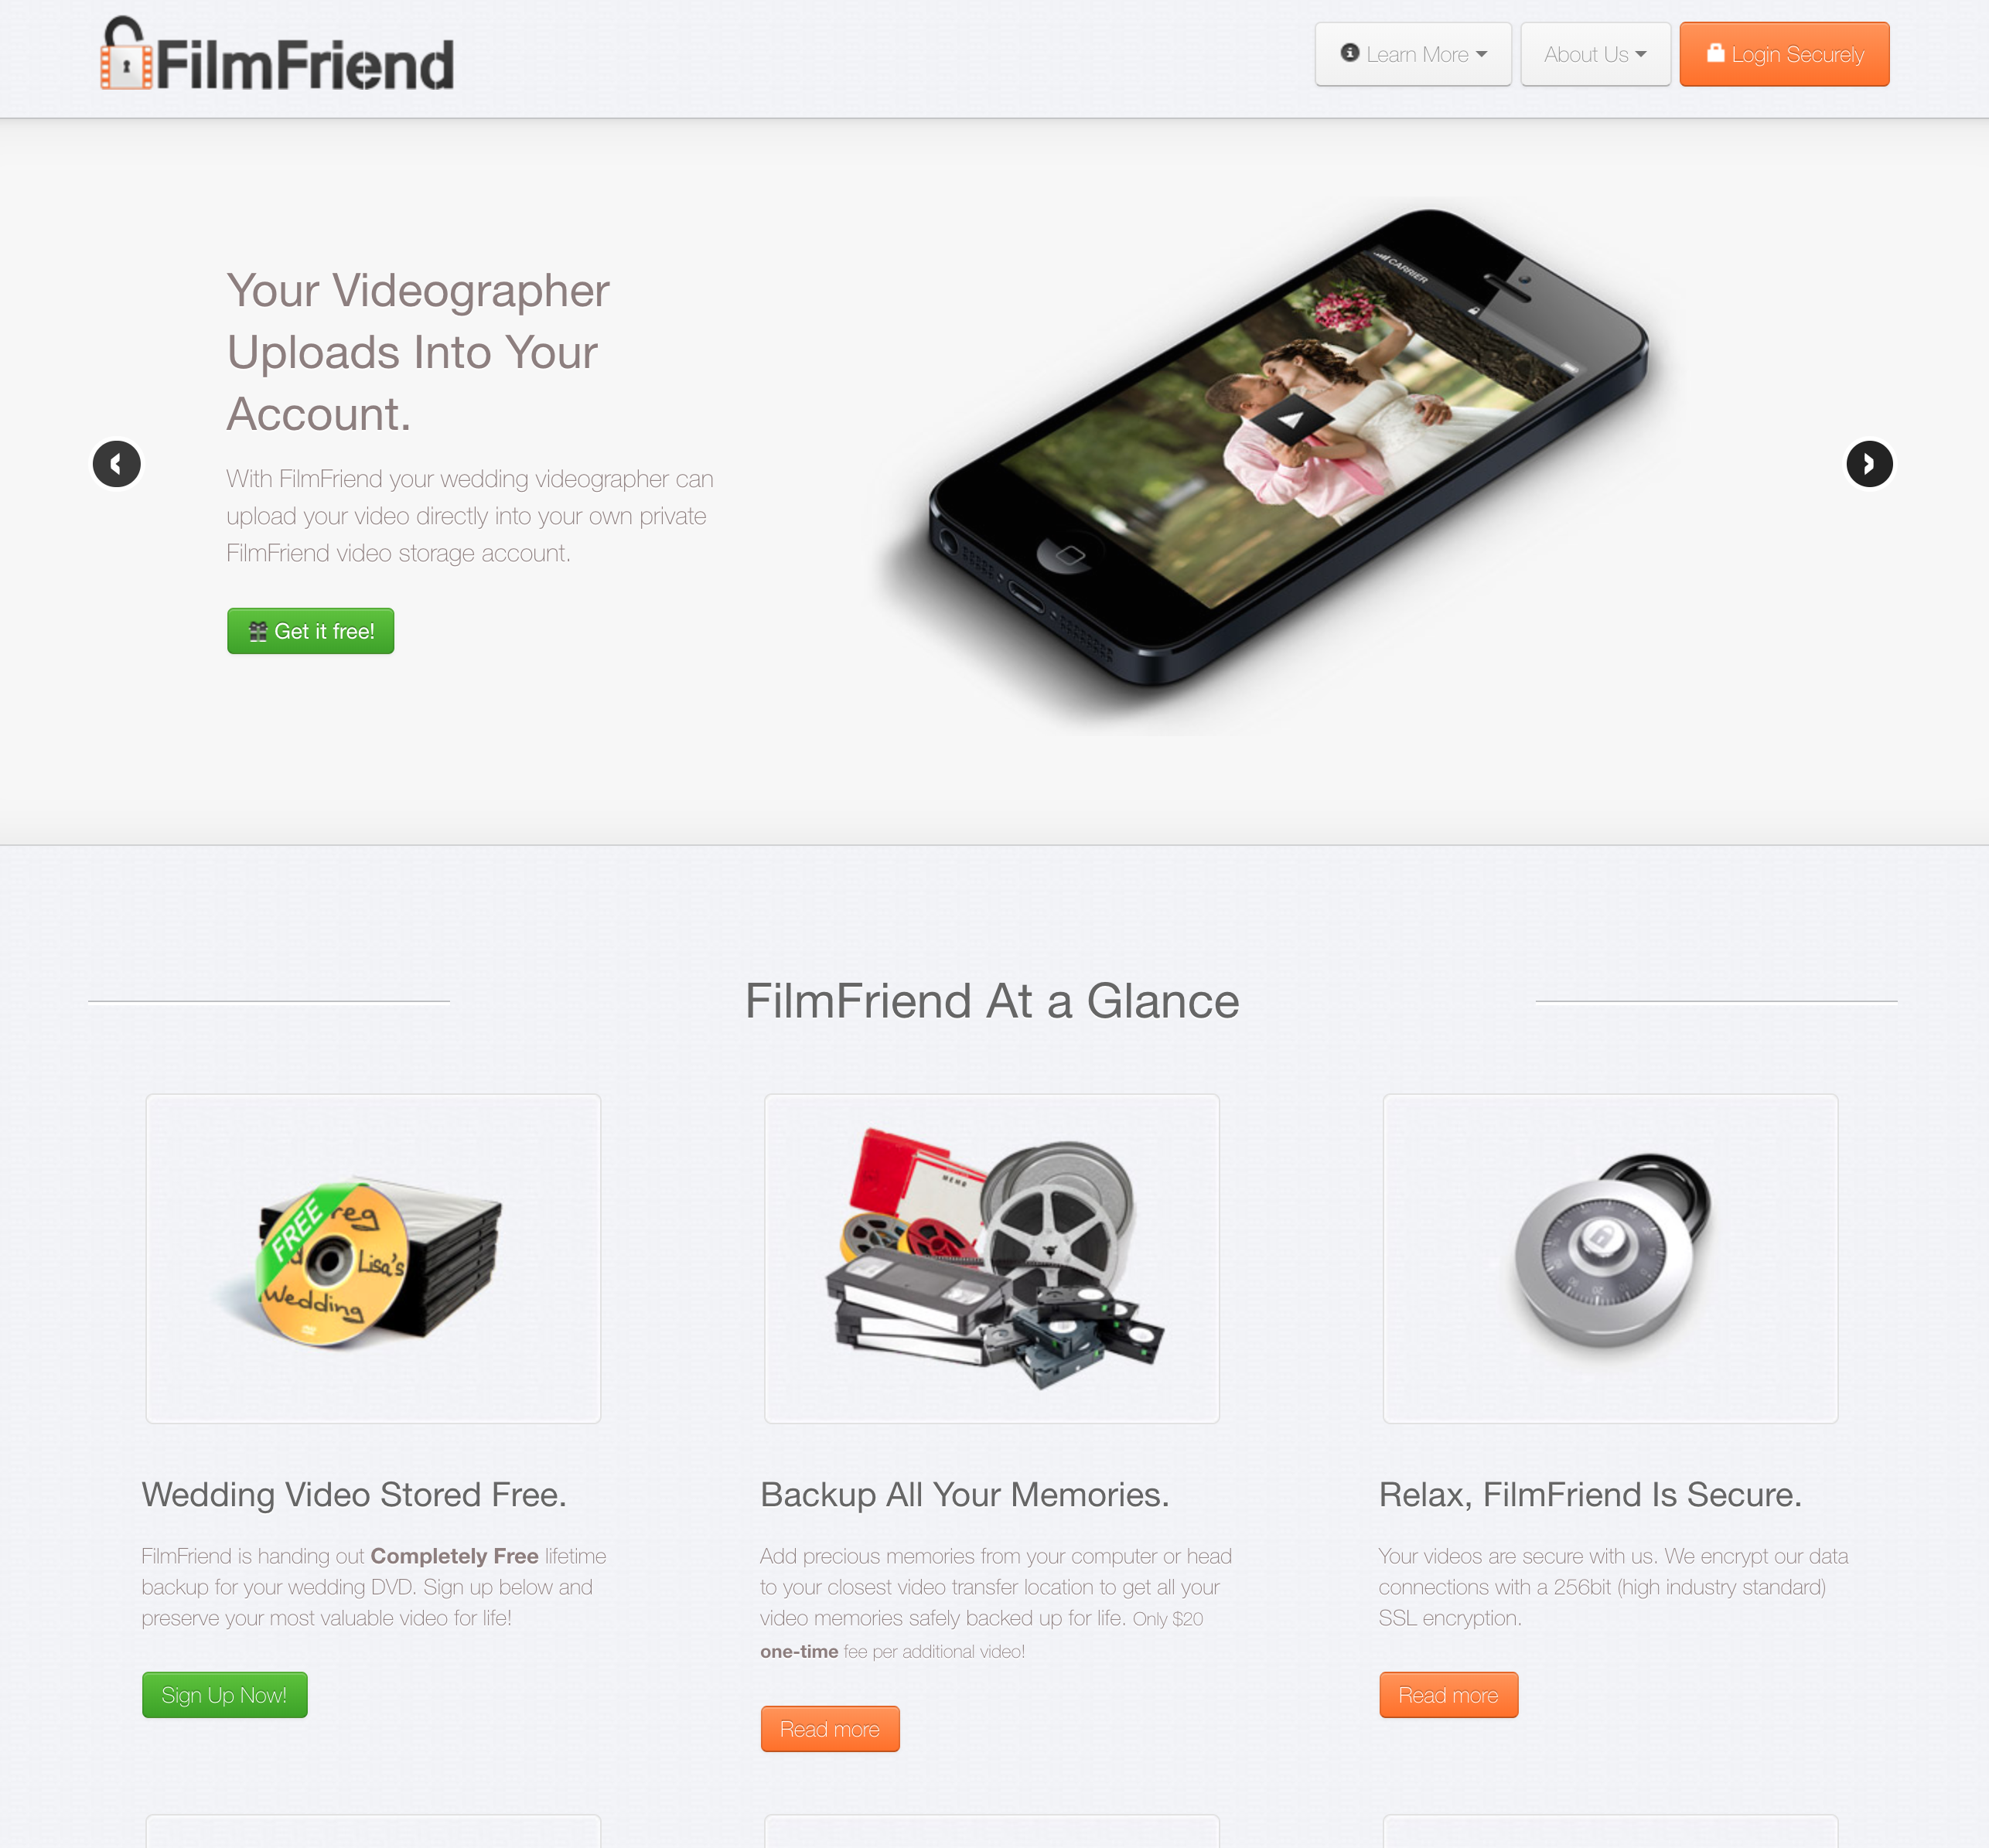 FilmFriend
Learn More
About Us
Login Securely
Your Videographer
Uploads Into Your
Account.
With FilmFriend your wedding videographer can
upload your video directly into your own private
FilmFriend video storage account.
Get it free!
CARRIER
FilmFriend At a Glance
FREE
reg
Lisa's
Wedding
Wedding Video Stored Free.
FilmFriend is handing out Completely Free lifetime
backup for your wedding DVD. Sign up below and
preserve your most valuable video for life!
Sign Up Now!
Backup All Your Memories.
Add precious memories from your computer or head
to your closest video transfer location to get all your
video memories safely backed up for life. Only $20
one-time fee per additional video!
Read more
Relax, FilmFriend Is Secure.
Your videos are secure with us. We encrypt our data
connections with a 256bit (high industry standard)
SSL encryption.
Read more